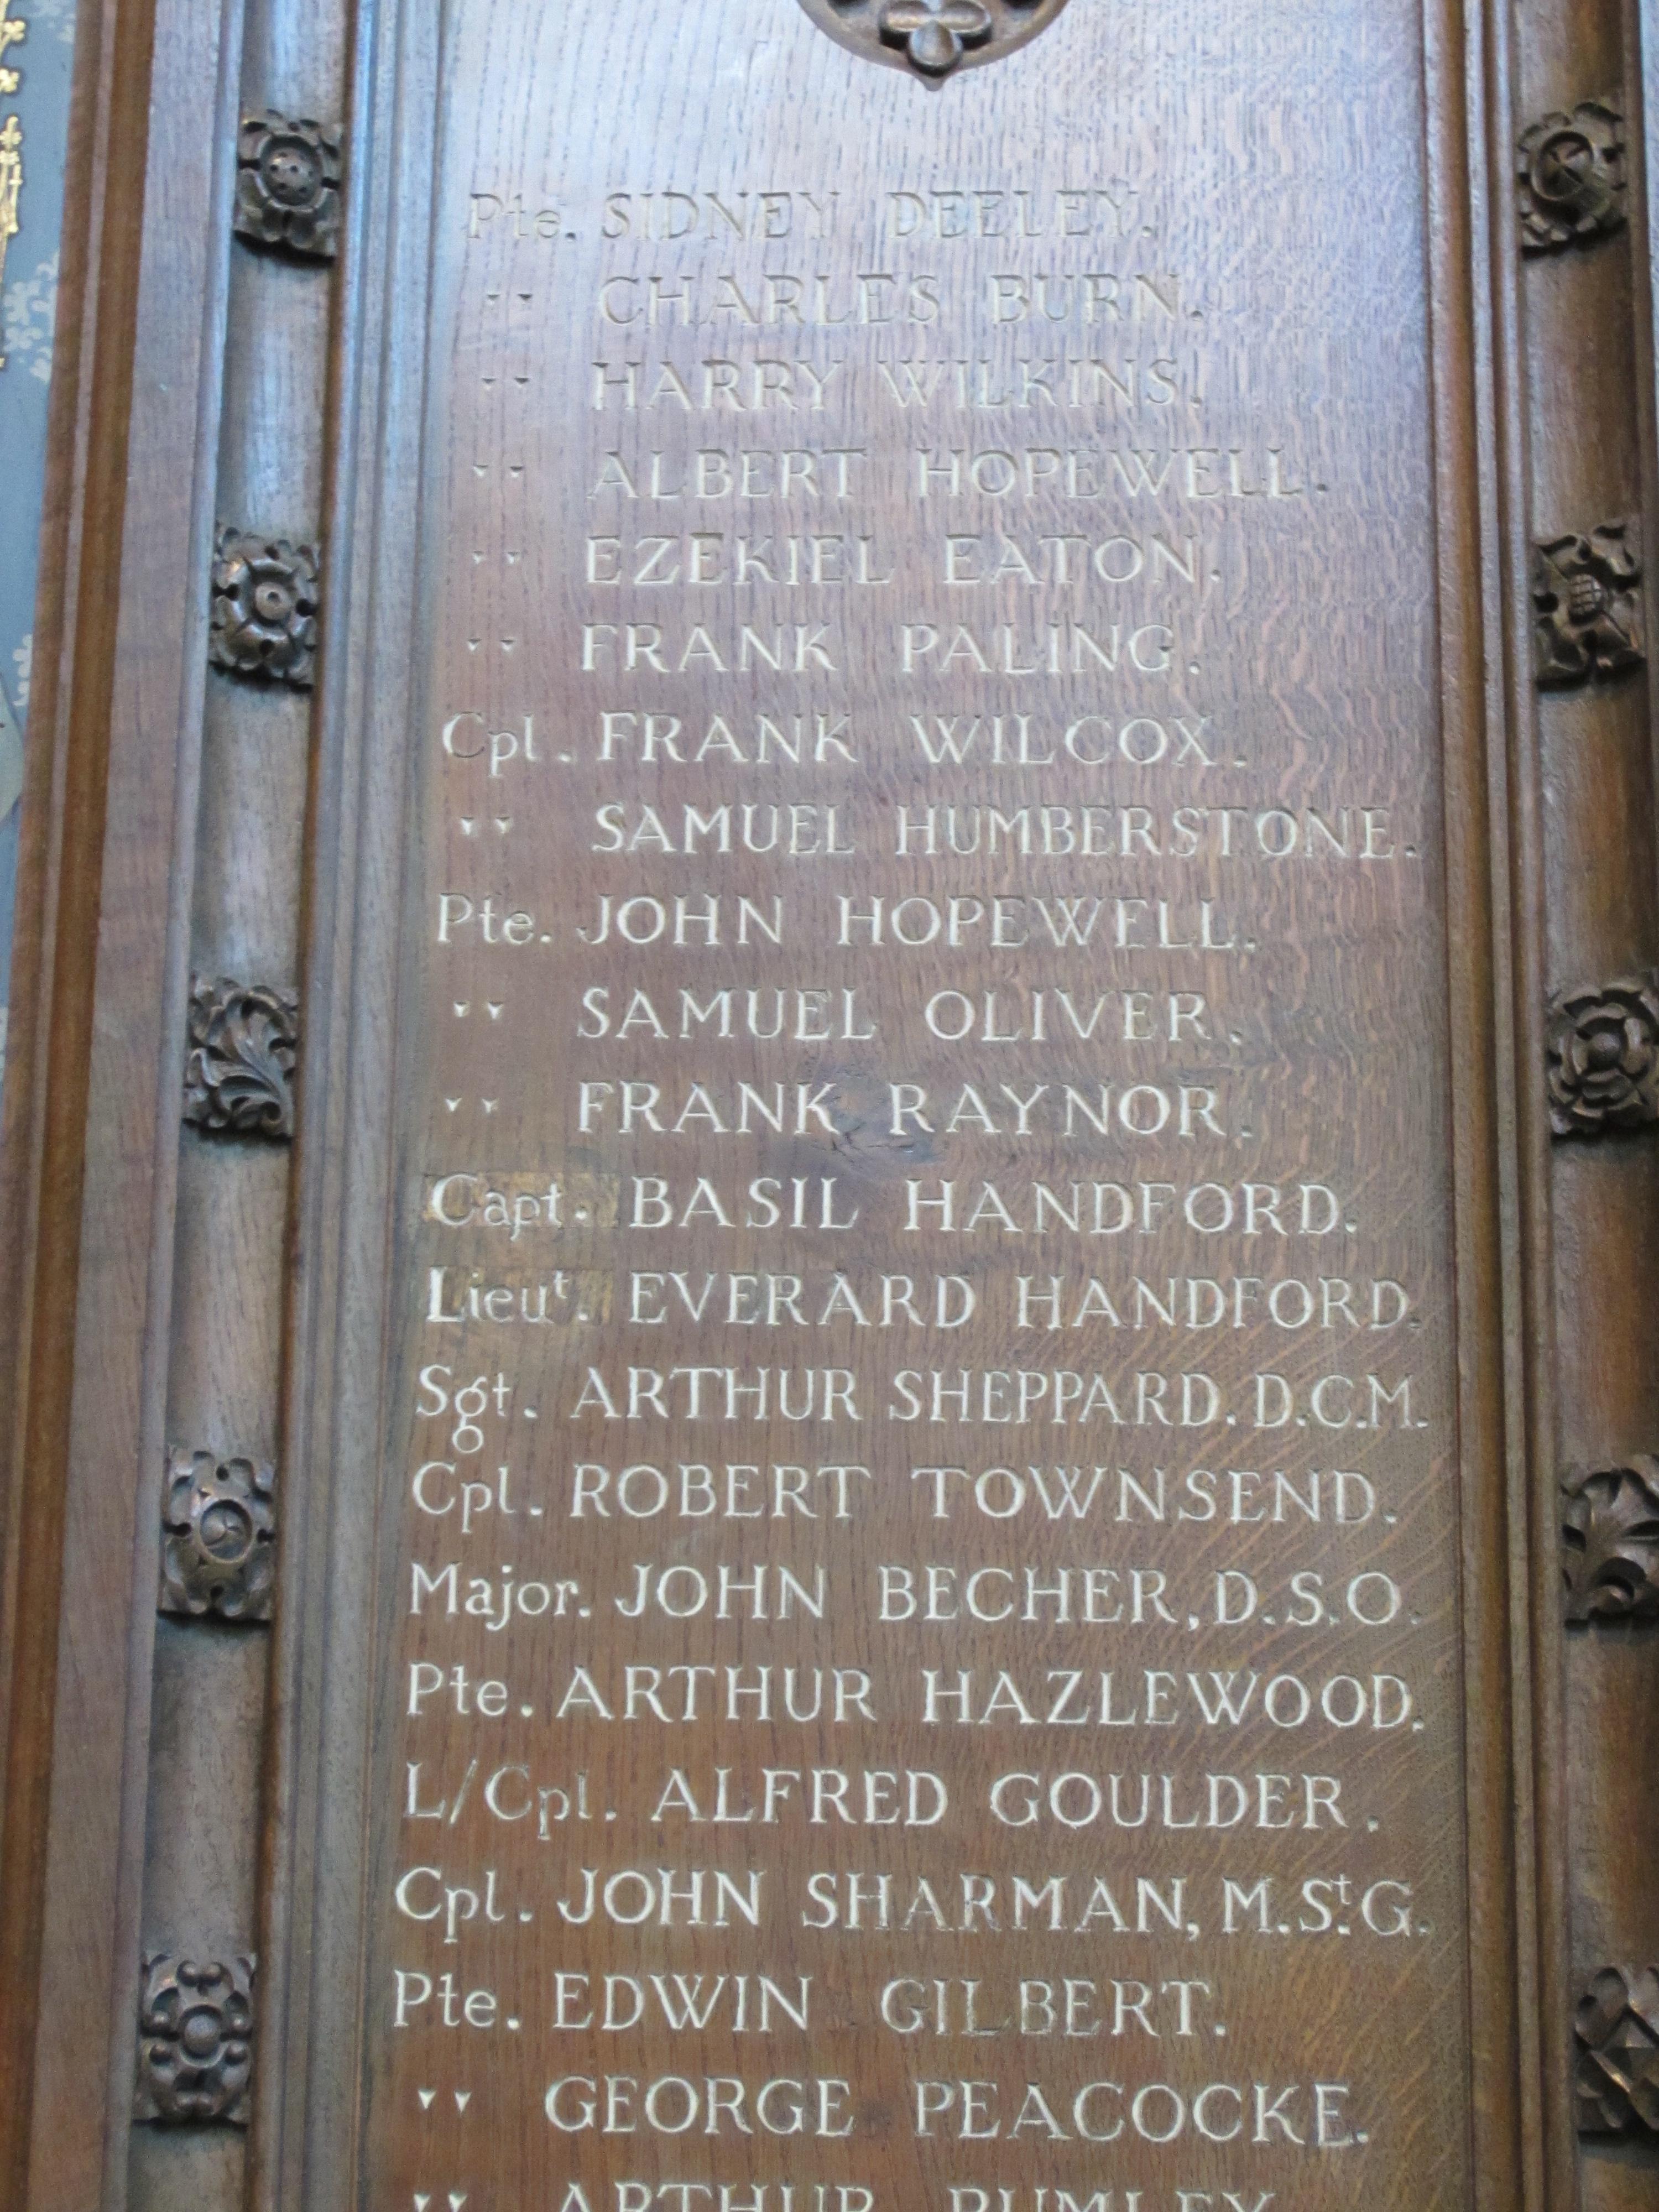 Pte. SIDNEY DEELEY.
" CHARLES BURN.
" HARRY WILKINS.
" ALBERT HOPEWELL.
" EZEKIEL EATON.
" FRANK PALING.
Cpl. FRANK WILCOX.
" SAMUEL HUMBERSTONE.
Pte. JOHN HOPEWELL.
" SAMUEL OLIVER.
" FRANK RAYNOR.
Capt. BASIL HANDFORD.
Lieut. EVERARD HANDFORD.
Sgt. ARTHUR SHEPPARD. D.C.M.
Cpl. ROBERT TOWNSEND.
Major. JOHN BECHER, D.S.O.
Pte. ARTHUR HAZLEWOOD.
L/Cpl. ALFRED GOULDER.
Cpl. JOHN SHARMAN, M.St.G.
Pte. EDWIN GILBERT.
" GEORGE PEACOCKE.
" ARTHUR